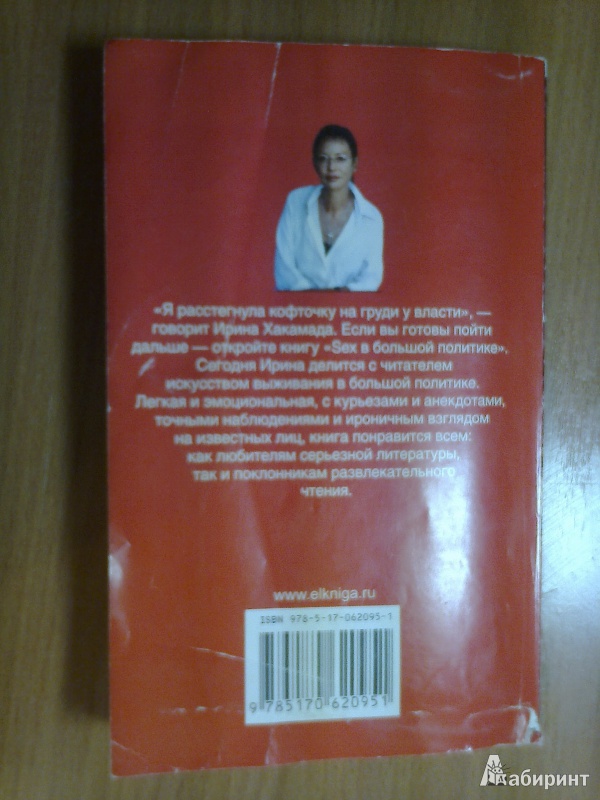 «Я расстегнула кофточку на груди у власти», —
говорит Ирина Хакамада. Если вы готовы пойти
дальше — откройте книгу «Sex в большой политике».
Сегодня Ирина делится с читателем
искусством выживания в большой политике.
Легкая и эмоциональная, с курьезами и анекдотами,
точными наблюдениями и ироничным взглядом
на известных лиц, книга понравится всем:
как любителям серьезной литературы,
так и поклонникам развлекательного
чтения.
www.elkniga.ru
ISBN 978-5-17-062095-1
9 785170 620951
Лабиринт